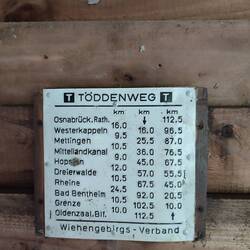 T TÖDDENWEG T
km km km
Osnabrück. Rath. ↓ 112.5
16.0
Westerkappeln 16.0 96.5
9.5
Mettingen 25.5 87.0
10.5
Mittellandkanal 36.0 76.5
9.0
Hopsten 45.0 67.5
12.0
Dreierwalde 57.0 55.5
10.5
Rheine 67.5 45.0
24.5
Bad Bentheim 92.0 20.5
10.5
Grenze 102.5 10.0
10.0
Oldenzaal. Bif. 112.5 ↑
Wiehengebirgs - Verband